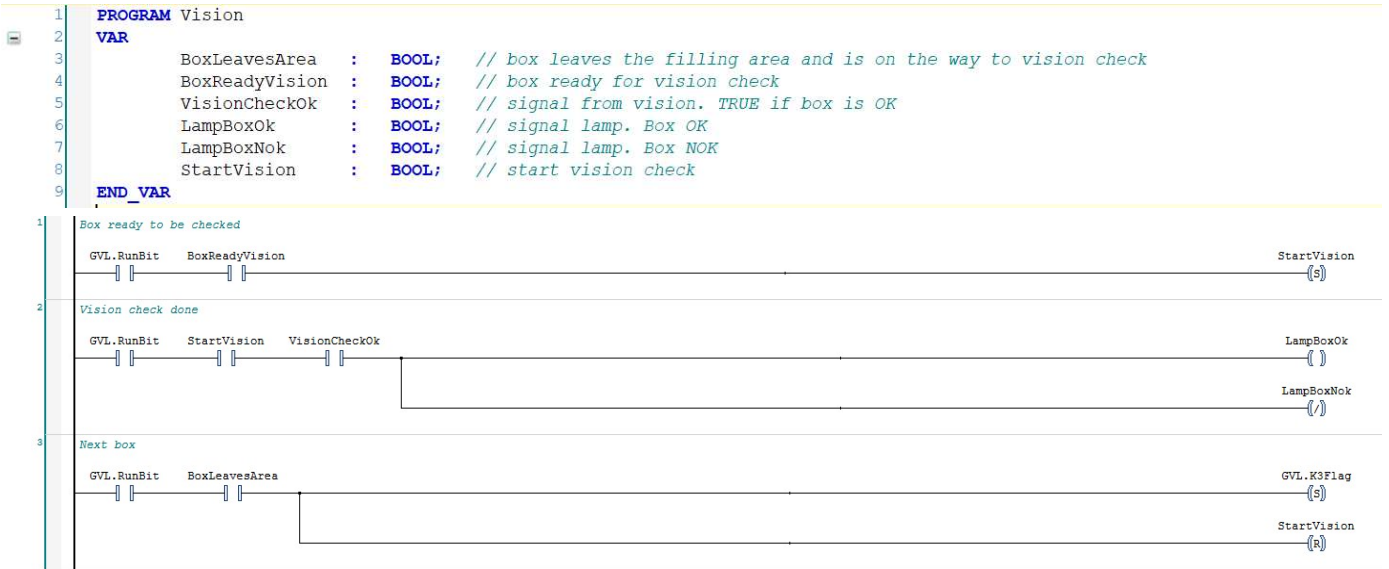 1 PROGRAM Vision
2 VAR
3 BoxLeavesArea : BOOL; // box leaves the filling area and is on the way to vision check
4 BoxReadyVision : BOOL; // box ready for vision check
5 VisionCheckOk : BOOL; // signal from vision. TRUE if box is OK
6 LampBoxOk : BOOL; // signal lamp. Box OK
7 LampBoxNok : BOOL; // signal lamp. Box NOK
8 StartVision : BOOL; // start vision check
9 END_VAR
1 Box ready to be checked
GVL.RunBit BoxReadyVision StartVision
S
2 Vision check done
GVL.RunBit StartVision VisionCheckOk LampBoxOk
LampBoxNok
/
3 Next box
GVL.RunBit BoxLeavesArea GVL.K3Flag
S
StartVision
R